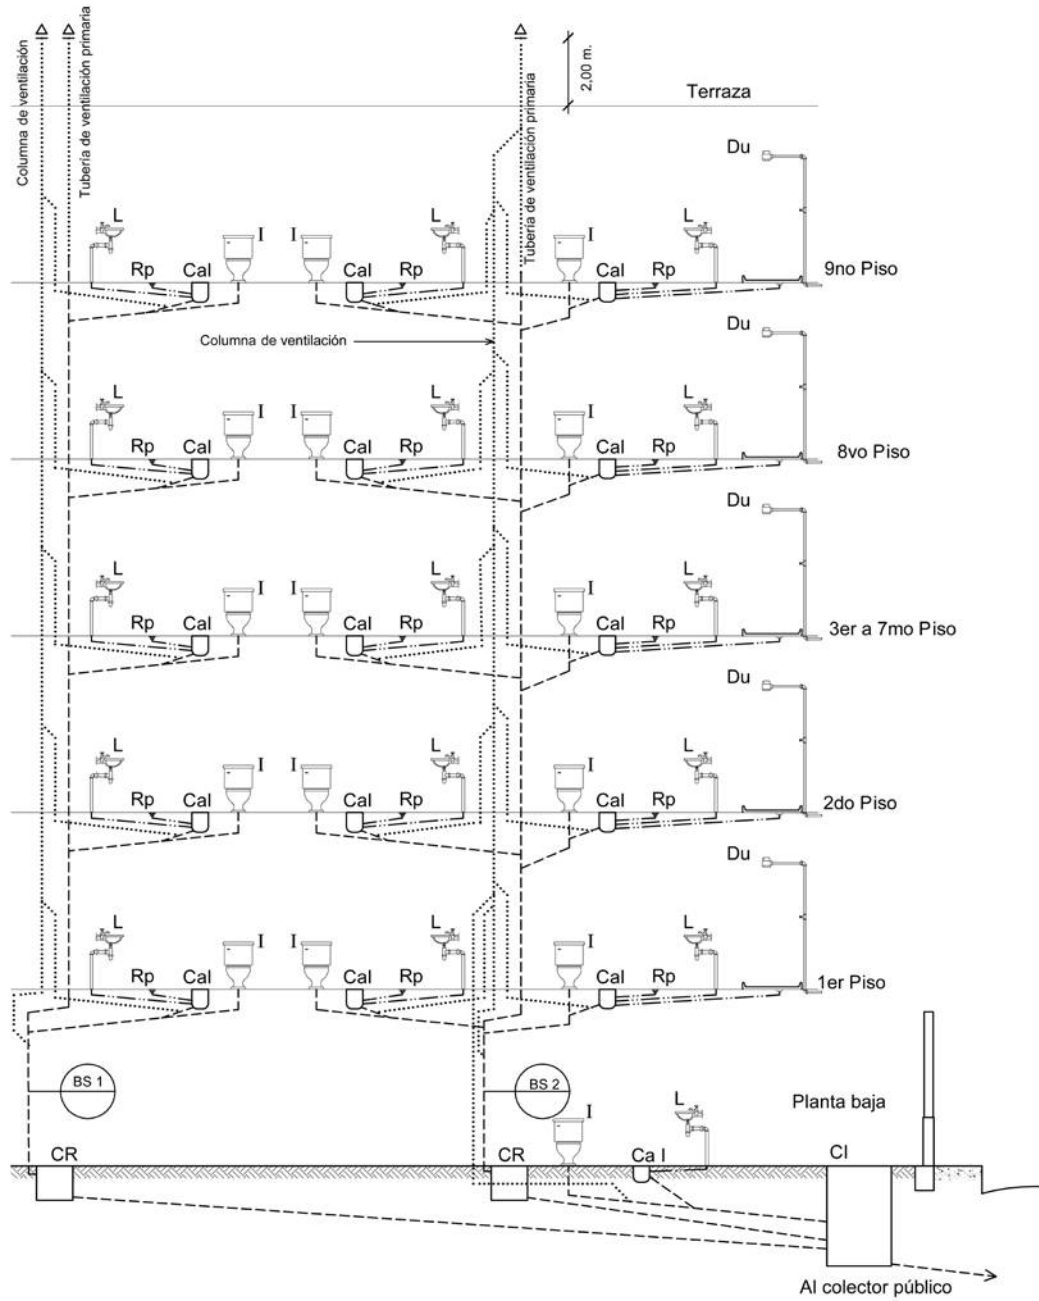 Columna de ventilación
Tubería de ventilación primaria
Tubería de ventilación primaria
2,00 m.
Terraza
Du
L I I L I L
Rp Cal Cal Rp Cal Rp
9no Piso
Columna de ventilación
Du
L I I L I L
Rp Cal Cal Rp Cal Rp
8vo Piso
Du
L I I L I L
Rp Cal Cal Rp Cal Rp
3er a 7mo Piso
Du
L I I L I L
Rp Cal Cal Rp Cal Rp
2do Piso
Du
L I I L I L
Rp Cal Cal Rp Cal Rp
1er Piso
BS 1
BS 2
I L
Planta baja
CR CR Ca I CI
Al colector público